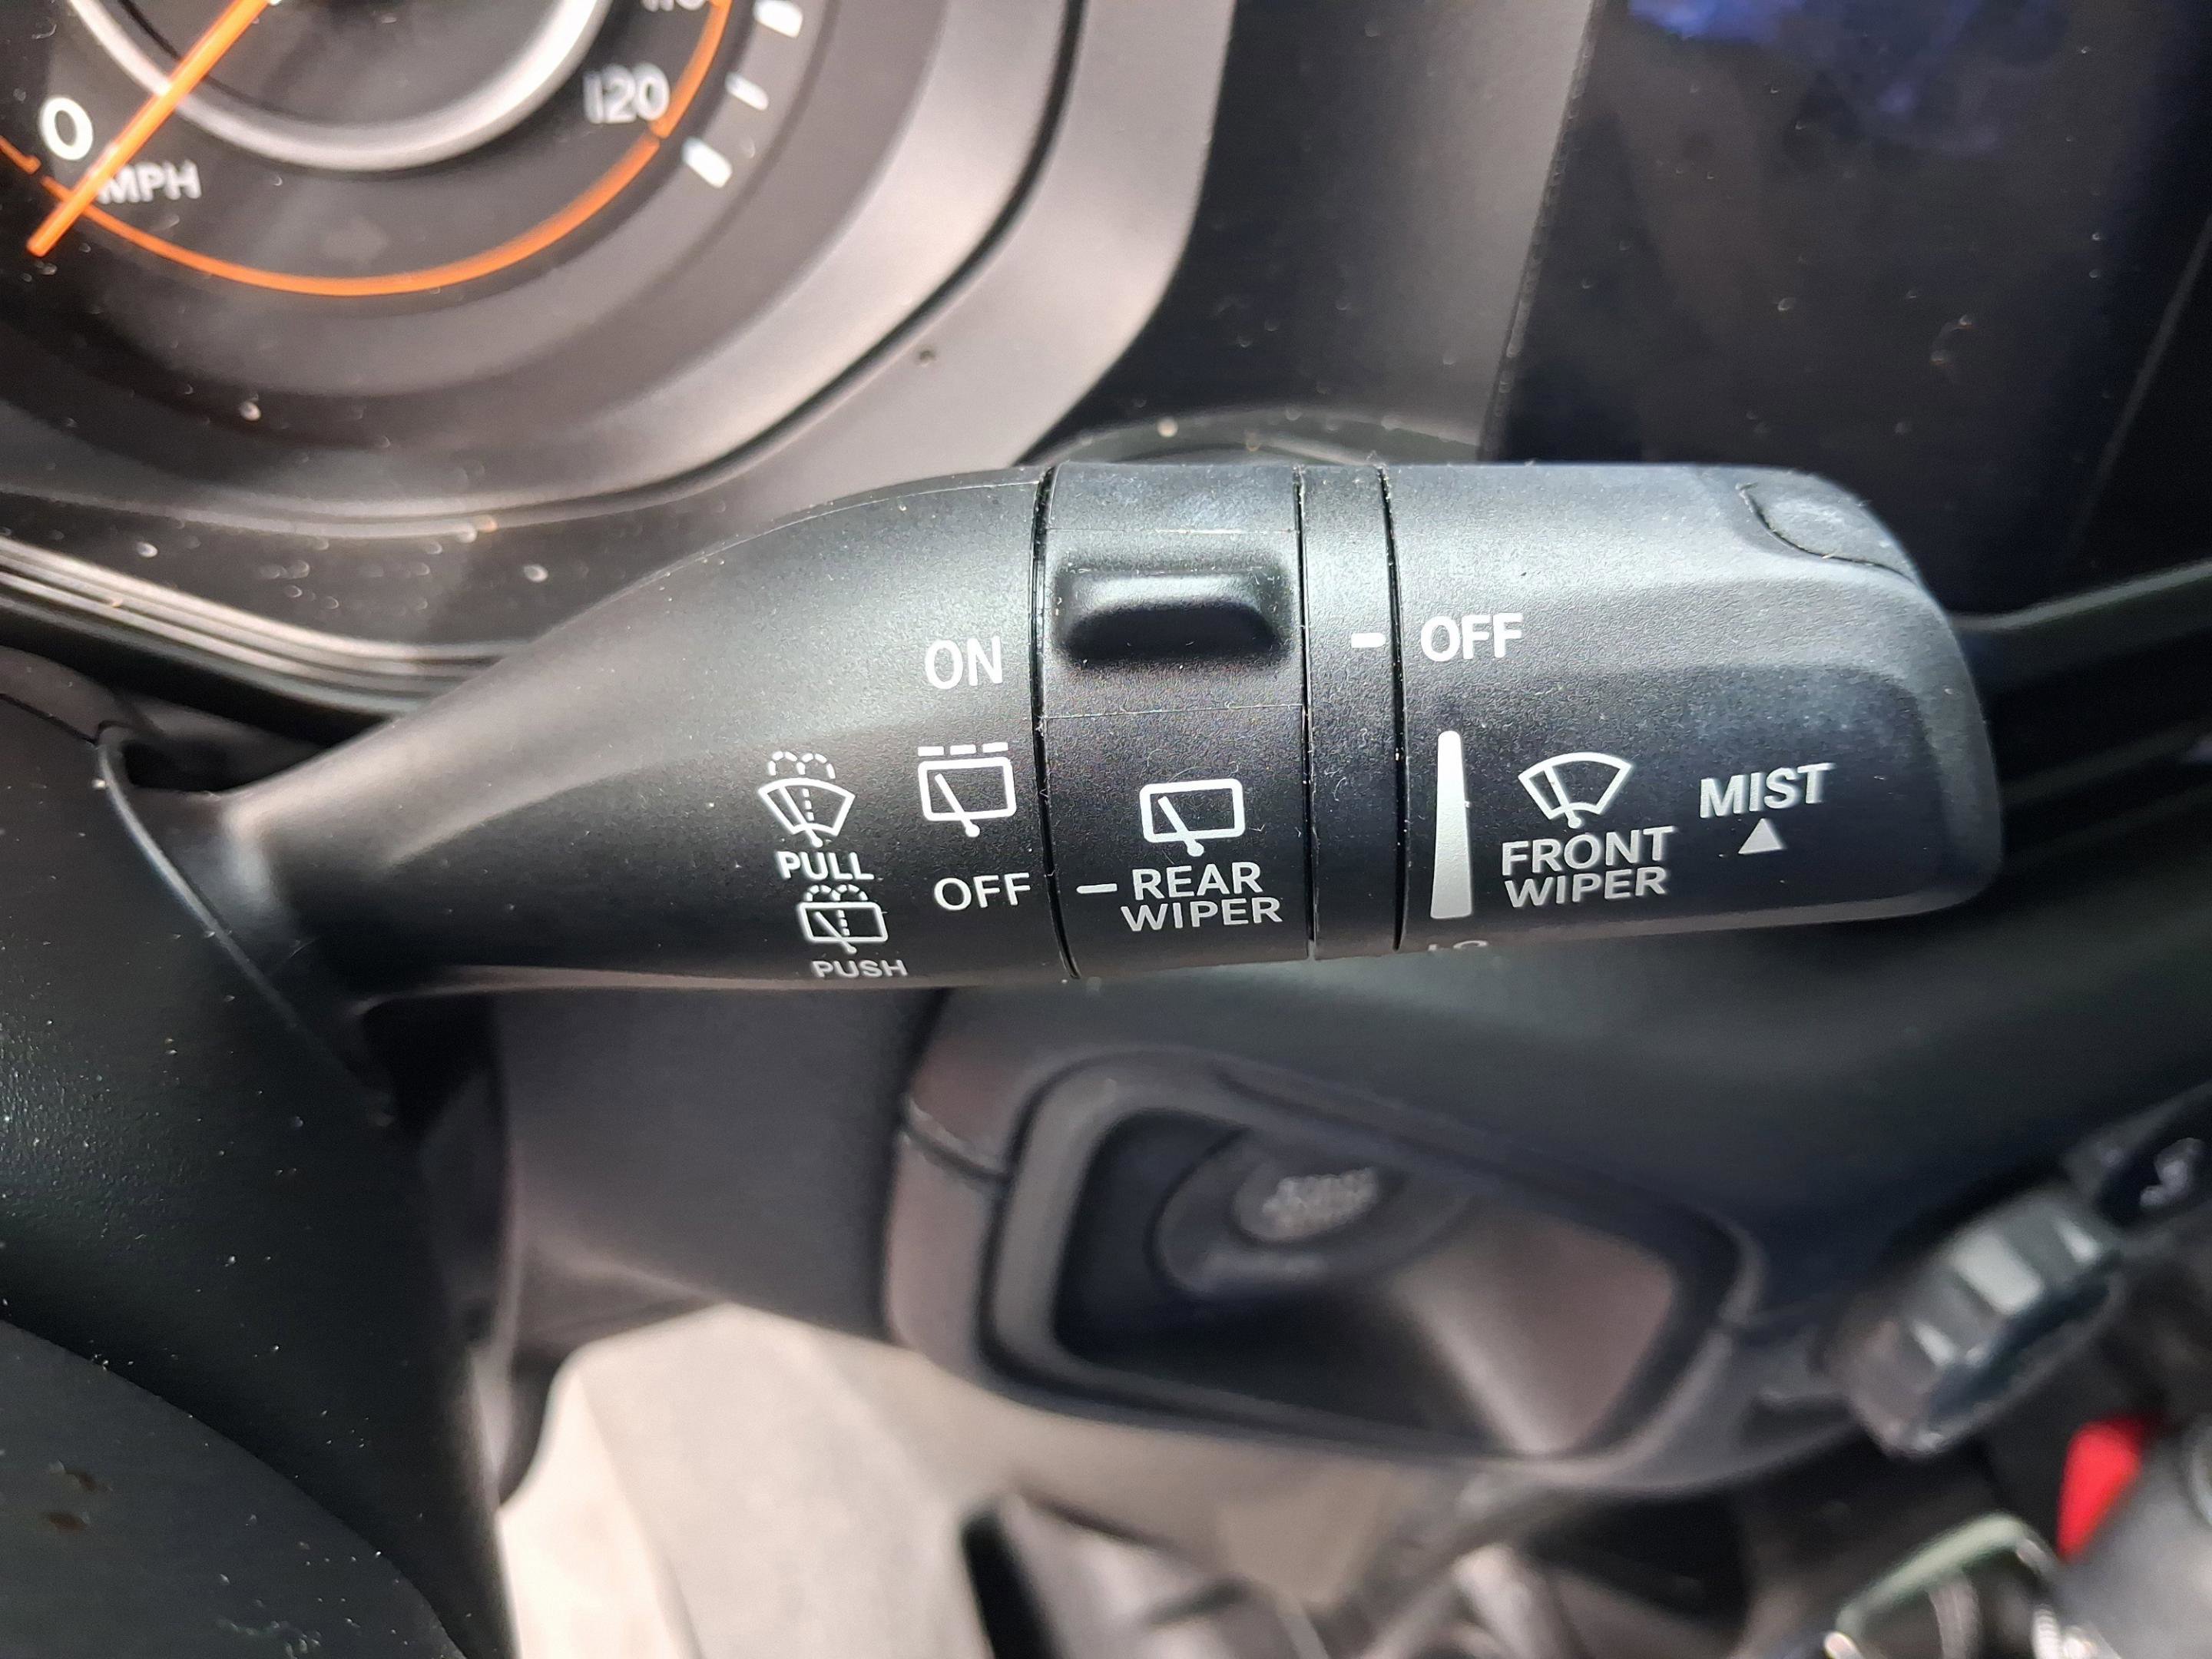 120
0
MPH
ON
OFF
PULL
OFF
REAR
WIPER
FRONT
WIPER
MIST
PUSH